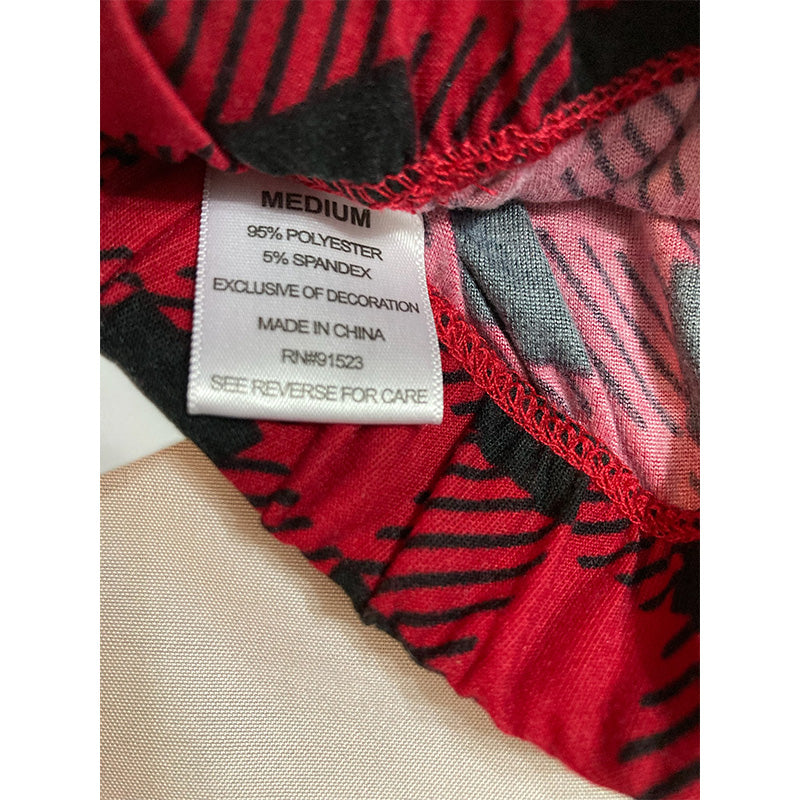 MEDIUM
95% POLYESTER
5% SPANDEX
EXCLUSIVE OF DECORATION
MADE IN CHINA
RN#91523
SEE REVERSE FOR CARE